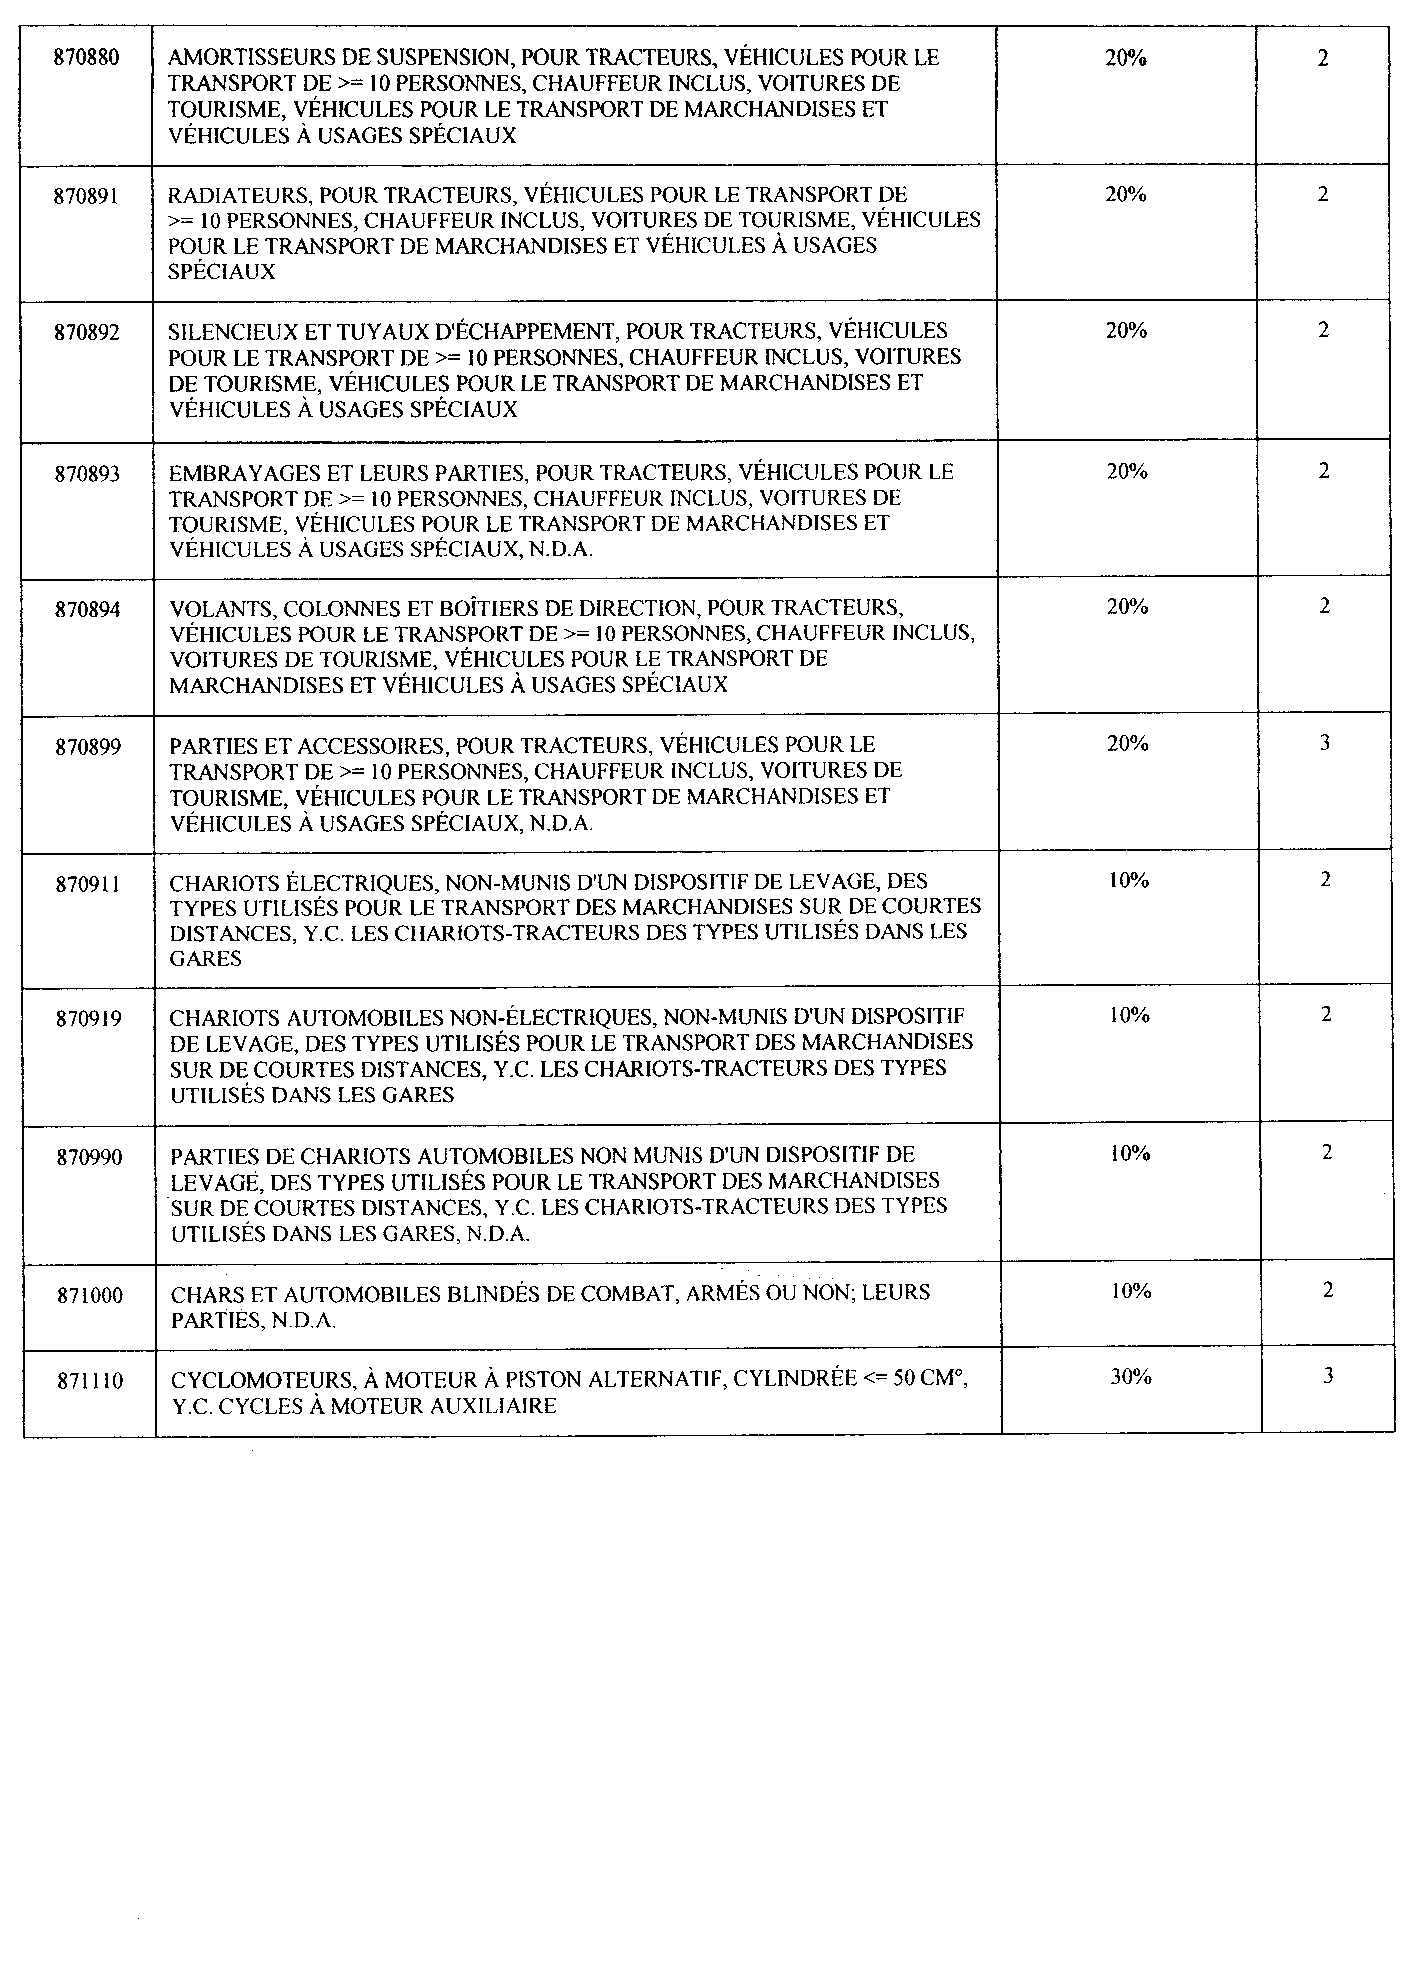 870880 AMORTISSEURS DE SUSPENSION, POUR TRACTEURS, VÉHICULES POUR LE 20% 2
TRANSPORT DE >= 10 PERSONNES, CHAUFFEUR INCLUS, VOITURES DE
TOURISME, VÉHICULES POUR LE TRANSPORT DE MARCHANDISES ET
VÉHICULES À USAGES SPÉCIAUX
870891 RADIATEURS, POUR TRACTEURS, VÉHICULES POUR LE TRANSPORT DE 20% 2
>= 10 PERSONNES, CHAUFFEUR INCLUS, VOITURES DE TOURISME, VÉHICULES
POUR LE TRANSPORT DE MARCHANDISES ET VÉHICULES À USAGES
SPÉCIAUX
870892 SILENCIEUX ET TUYAUX D'ÉCHAPPEMENT, POUR TRACTEURS, VÉHICULES 20% 2
POUR LE TRANSPORT DE >= 10 PERSONNES, CHAUFFEUR INCLUS, VOITURES
DE TOURISME, VÉHICULES POUR LE TRANSPORT DE MARCHANDISES ET
VÉHICULES À USAGES SPÉCIAUX
870893 EMBRAYAGES ET LEURS PARTIES, POUR TRACTEURS, VÉHICULES POUR LE 20% 2
TRANSPORT DE >= 10 PERSONNES, CHAUFFEUR INCLUS, VOITURES DE
TOURISME, VÉHICULES POUR LE TRANSPORT DE MARCHANDISES ET
VÉHICULES À USAGES SPÉCIAUX, N.D.A.
870894 VOLANTS, COLONNES ET BOÎTIERS DE DIRECTION, POUR TRACTEURS, 20% 2
VÉHICULES POUR LE TRANSPORT DE >= 10 PERSONNES, CHAUFFEUR INCLUS,
VOITURES DE TOURISME, VÉHICULES POUR LE TRANSPORT DE
MARCHANDISES ET VÉHICULES À USAGES SPÉCIAUX
870899 PARTIES ET ACCESSOIRES, POUR TRACTEURS, VÉHICULES POUR LE 20% 3
TRANSPORT DE >= 10 PERSONNES, CHAUFFEUR INCLUS, VOITURES DE
TOURISME, VÉHICULES POUR LE TRANSPORT DE MARCHANDISES ET
VÉHICULES À USAGES SPÉCIAUX, N.D.A.
870911 CHARIOTS ÉLECTRIQUES, NON-MUNIS D'UN DISPOSITIF DE LEVAGE, DES 10% 2
TYPES UTILISÉS POUR LE TRANSPORT DES MARCHANDISES SUR DE COURTES
DISTANCES, Y.C. LES CHARIOTS-TRACTEURS DES TYPES UTILISÉS DANS LES
GARES
870919 CHARIOTS AUTOMOBILES NON-ÉLECTRIQUES, NON-MUNIS D'UN DISPOSITIF 10% 2
DE LEVAGE, DES TYPES UTILISÉS POUR LE TRANSPORT DES MARCHANDISES
SUR DE COURTES DISTANCES, Y.C. LES CHARIOTS-TRACTEURS DES TYPES
UTILISÉS DANS LES GARES
870990 PARTIES DE CHARIOTS AUTOMOBILES NON MUNIS D'UN DISPOSITIF DE 10% 2
LEVAGE, DES TYPES UTILISÉS POUR LE TRANSPORT DES MARCHANDISES
SUR DE COURTES DISTANCES, Y.C. LES CHARIOTS-TRACTEURS DES TYPES
UTILISÉS DANS LES GARES, N.D.A.
871000 CHARS ET AUTOMOBILES BLINDÉS DE COMBAT, ARMÉS OU NON; LEURS 10% 2
PARTIES, N.D.A.
871110 CYCLOMOTEURS, À MOTEUR À PISTON ALTERNATIF, CYLINDRÉE <= 50 CM°, 30% 3
Y.C. CYCLES À MOTEUR AUXILIAIRE